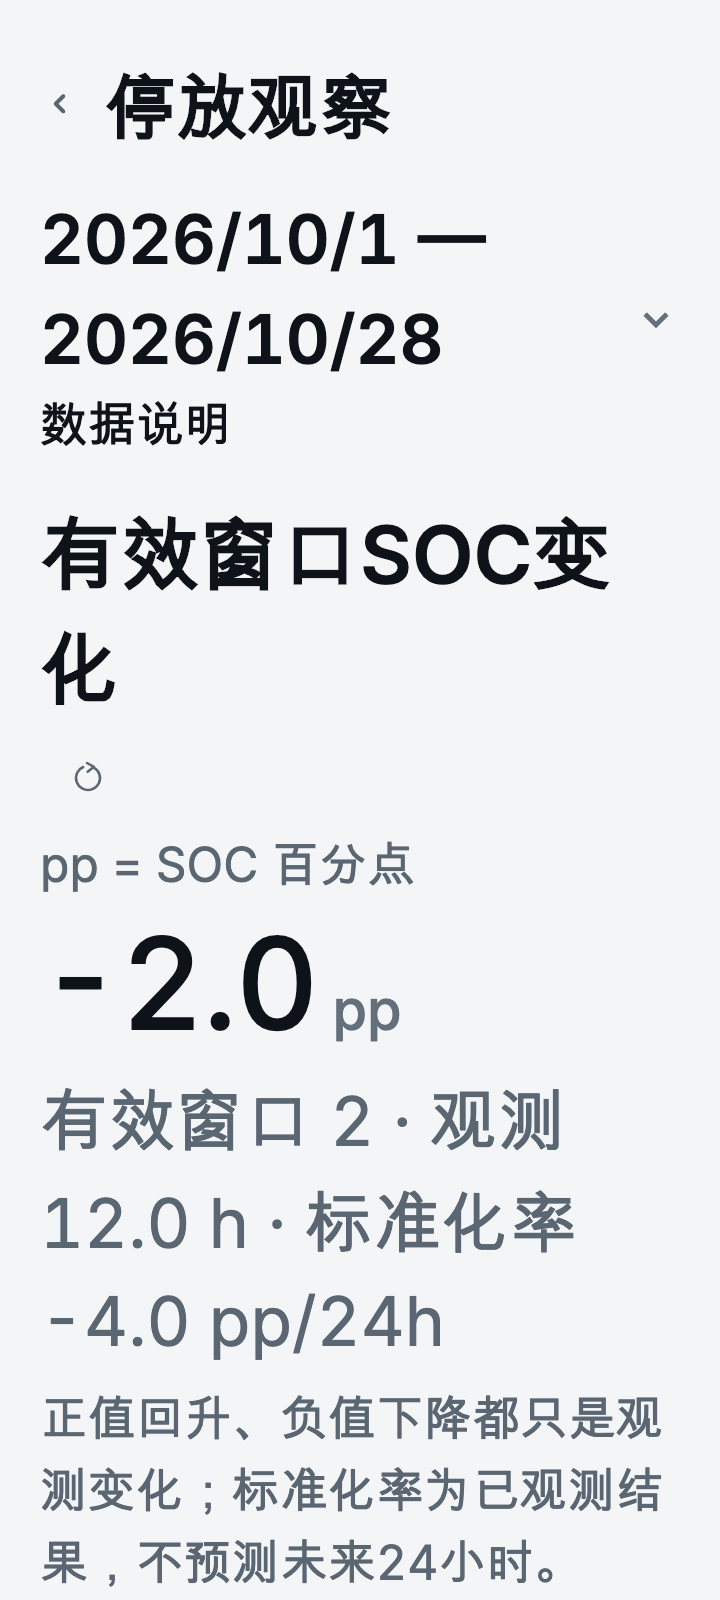 停放观察
2026/10/1 —
2026/10/28
数据说明
有效窗口SOC变
化
pp = SOC 百分点
-2.0 pp
有效窗口 2 · 观测
12.0 h · 标准化率
-4.0 pp/24h
正值回升、负值下降都只是观
测变化；标准化率为已观测结
果，不预测未来24小时。